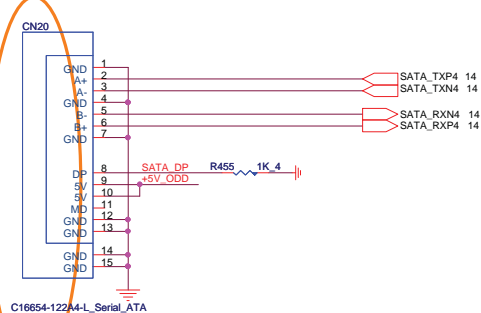 CN20
GND 1
A+ 2 SATA_TXP4 14
A- 3 SATA_TXN4 14
GND 4
B- 5 SATA_RXN4 14
B+ 6 SATA_RXP4 14
GND 7
DP 8 SATA_DP R455 1K_4
5V 9 +5V_ODD
5V 10
MD 11
GND 12
GND 13
GND 14
GND 15
C16654-122A4-L_Serial_ATA